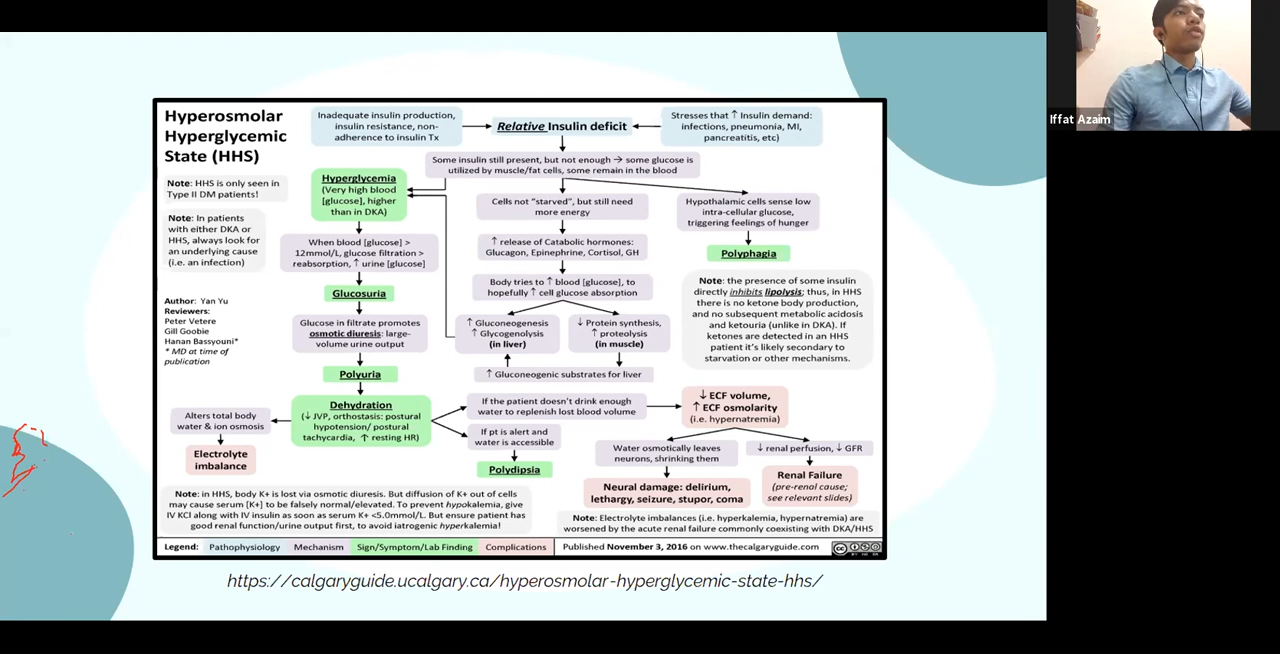 Iffat Azaim
Hyperosmolar
Hyperglycemic
State (HHS)
Note: HHS is only seen in
Type II DM patients!
Note: In patients
with either DKA or
HHS, always look for
an underlying cause
(i.e. an infection)
Author: Yan Yu
Reviewers:
Peter Vetere
Gill Goobie
Hanan Bassyouni*
* MD at time of
publication
Inadequate insulin production,
insulin resistance, non-
adherence to insulin Tx
Relative Insulin deficit
Stresses that ↑ Insulin demand:
infections, pneumonia, MI,
pancreatitis, etc)
Some insulin still present, but not enough → some glucose is
utilized by muscle/fat cells, some remain in the blood
Hyperglycemia
(Very high blood
[glucose], higher
than in DKA)
When blood [glucose] >
12mmol/L, glucose filtration >
reabsorption, ↑ urine [glucose]
Glucosuria
Glucose in filtrate promotes
osmotic diuresis: large-
volume urine output
Polyuria
Dehydration
(↓ JVP, orthostasis: postural
hypotension/ postural
tachycardia, ↑ resting HR)
Alters total body
water & ion osmosis
Electrolyte
imbalance
Cells not "starved", but still need
more energy
↑ release of Catabolic hormones:
Glucagon, Epinephrine, Cortisol, GH
Body tries to ↑ blood [glucose], to
hopefully ↑ cell glucose absorption
↑ Gluconeogenesis
↑ Glycogenolysis
(in liver)
↓ Protein synthesis,
↑ proteolysis
(in muscle)
↑ Gluconeogenic substrates for liver
If the patient doesn't drink enough
water to replenish lost blood volume
If pt is alert and
water is accessible
Polydipsia
Hypothalamic cells sense low
intra-cellular glucose,
triggering feelings of hunger
Polyphagia
Note: the presence of some insulin
directly inhibits lipolysis; thus, in HHS
there is no ketone body production,
and no subsequent metabolic acidosis
and ketouria (unlike in DKA). If
ketones are detected in an HHS
patient it's likely secondary to
starvation or other mechanisms.
↓ ECF volume,
↑ ECF osmolarity
(i.e. hypernatremia)
Water osmotically leaves
neurons, shrinking them
Neural damage: delirium,
lethargy, seizure, stupor, coma
↓ renal perfusion, ↓ GFR
Renal Failure
(pre-renal cause;
see relevant slides)
Note: in HHS, body K+ is lost via osmotic diuresis. But diffusion of K+ out of cells
may cause serum [K+] to be falsely normal/elevated. To prevent hypokalemia, give
IV KCl along with IV insulin as soon as serum K+ <5.0mmol/L. But ensure patient has
good renal function/urine output first, to avoid iatrogenic hyperkalemia!
Note: Electrolyte imbalances (i.e. hyperkalemia, hypernatremia) are
worsened by the acute renal failure commonly coexisting with DKA/HHS
Legend: Pathophysiology Mechanism Sign/Symptom/Lab Finding Complications Published November 3, 2016 on www.thecalgaryguide.com
https://calgaryguide.ucalgary.ca/hyperosmolar-hyperglycemic-state-hhs/